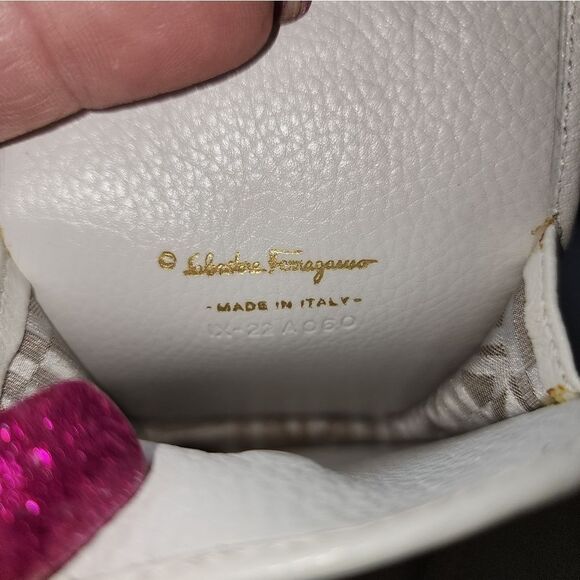 © Salvatore Ferragamo
- MADE IN ITALY -
IX-22 A060